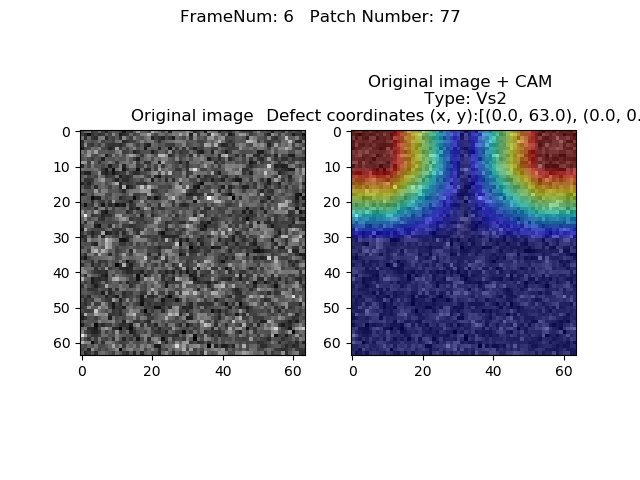 FrameNum: 6   Patch Number: 77
Original image
Original image + CAM
Type: Vs2
Defect coordinates (x, y):[(0.0, 63.0), (0.0, 0.
0
10
20
30
40
50
60
0 20 40 60
0
10
20
30
40
50
60
0 20 40 60